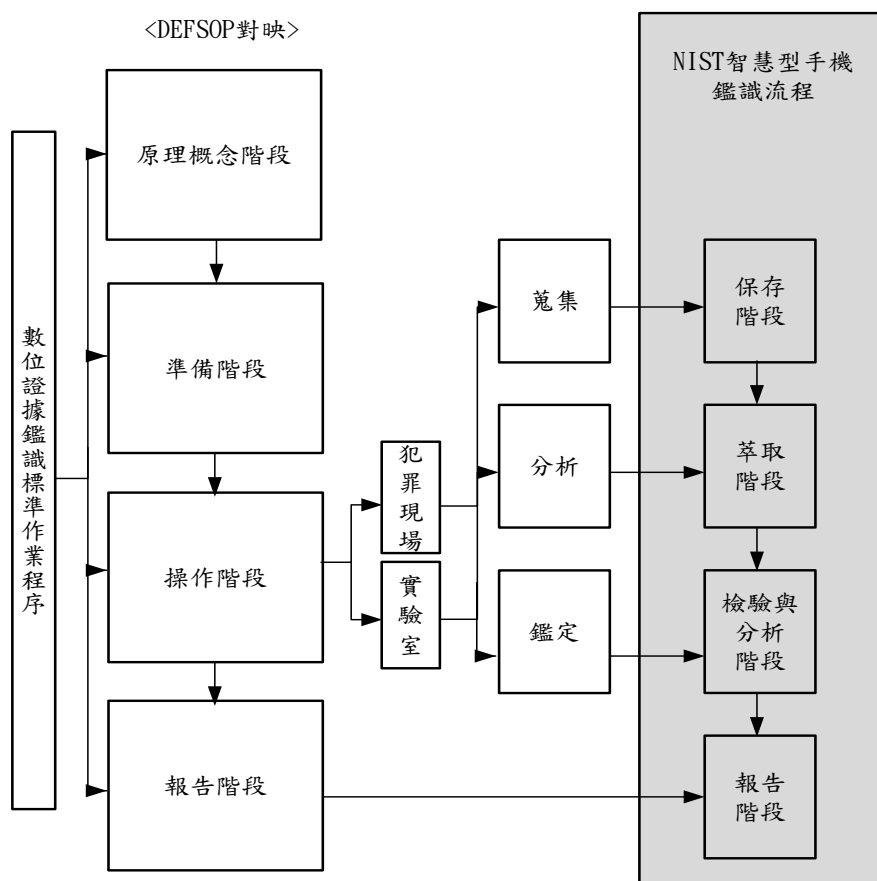 <DEFSOP對映>
NIST智慧型手機
鑑識流程
數位證據鑑識標準作業程序
原理概念階段
準備階段
操作階段
報告階段
犯罪現場
實驗室
蒐集
分析
鑑定
保存
階段
萃取
階段
檢驗與
分析
階段
報告
階段